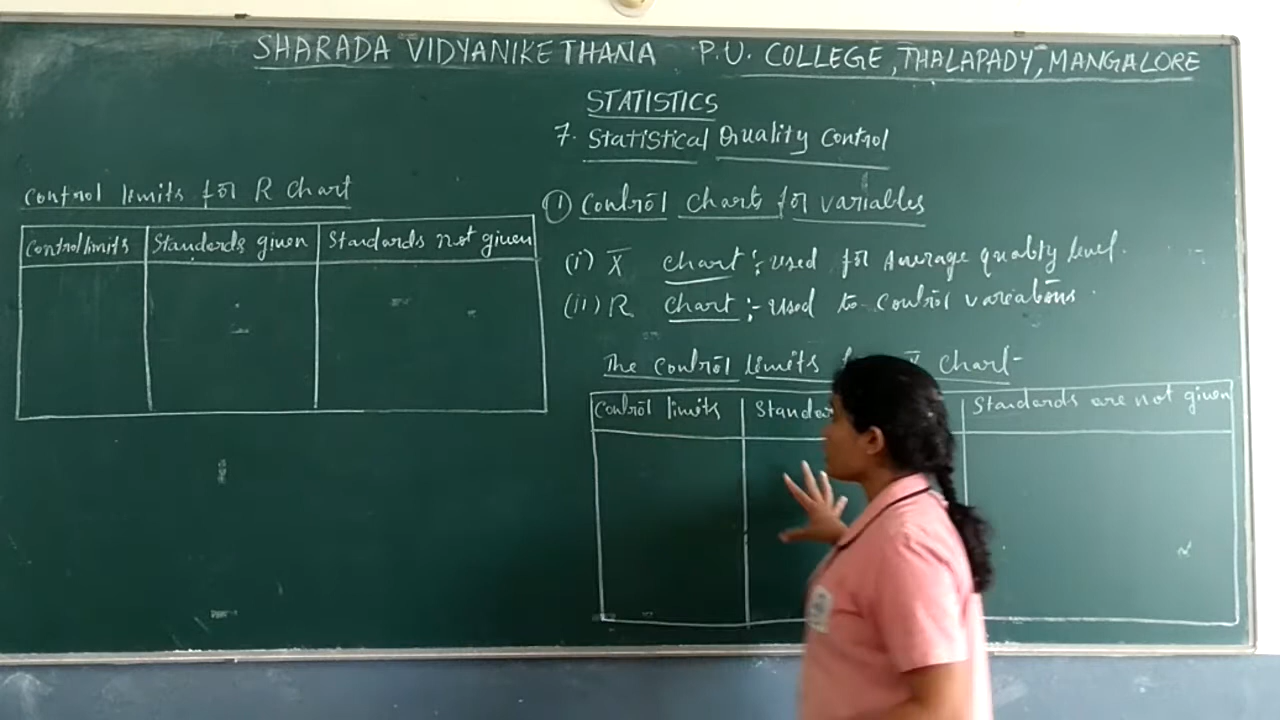 SHARADA VIDYANIKETHANA P.U. COLLEGE, THALAPADY, MANGALORE
STATISTICS
7. Statistical Quality Control
Control limits for R chart
Control limits Standards given Standards not given
① Control charts for variables
(i) X̄ chart :- used for Average quality level.
(ii) R chart :- used to control variations.
The control limits X̄ chart
Control limits Standards are not given